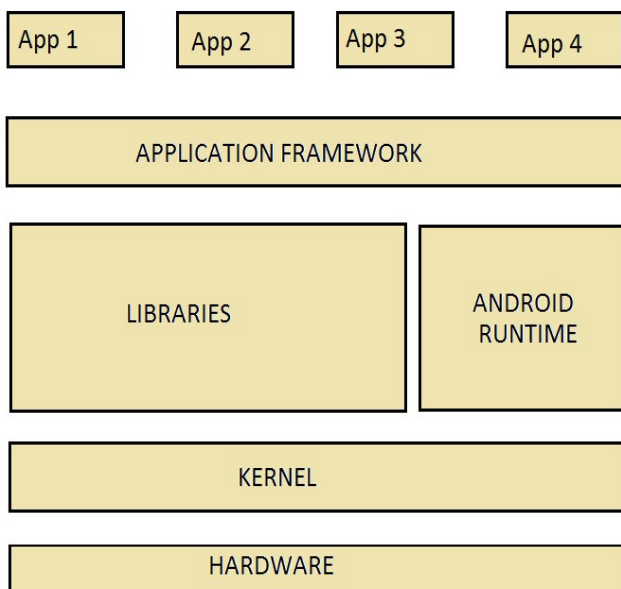 App 1
App 2
App 3
App 4
APPLICATION FRAMEWORK
LIBRARIES
ANDROID
RUNTIME
KERNEL
HARDWARE